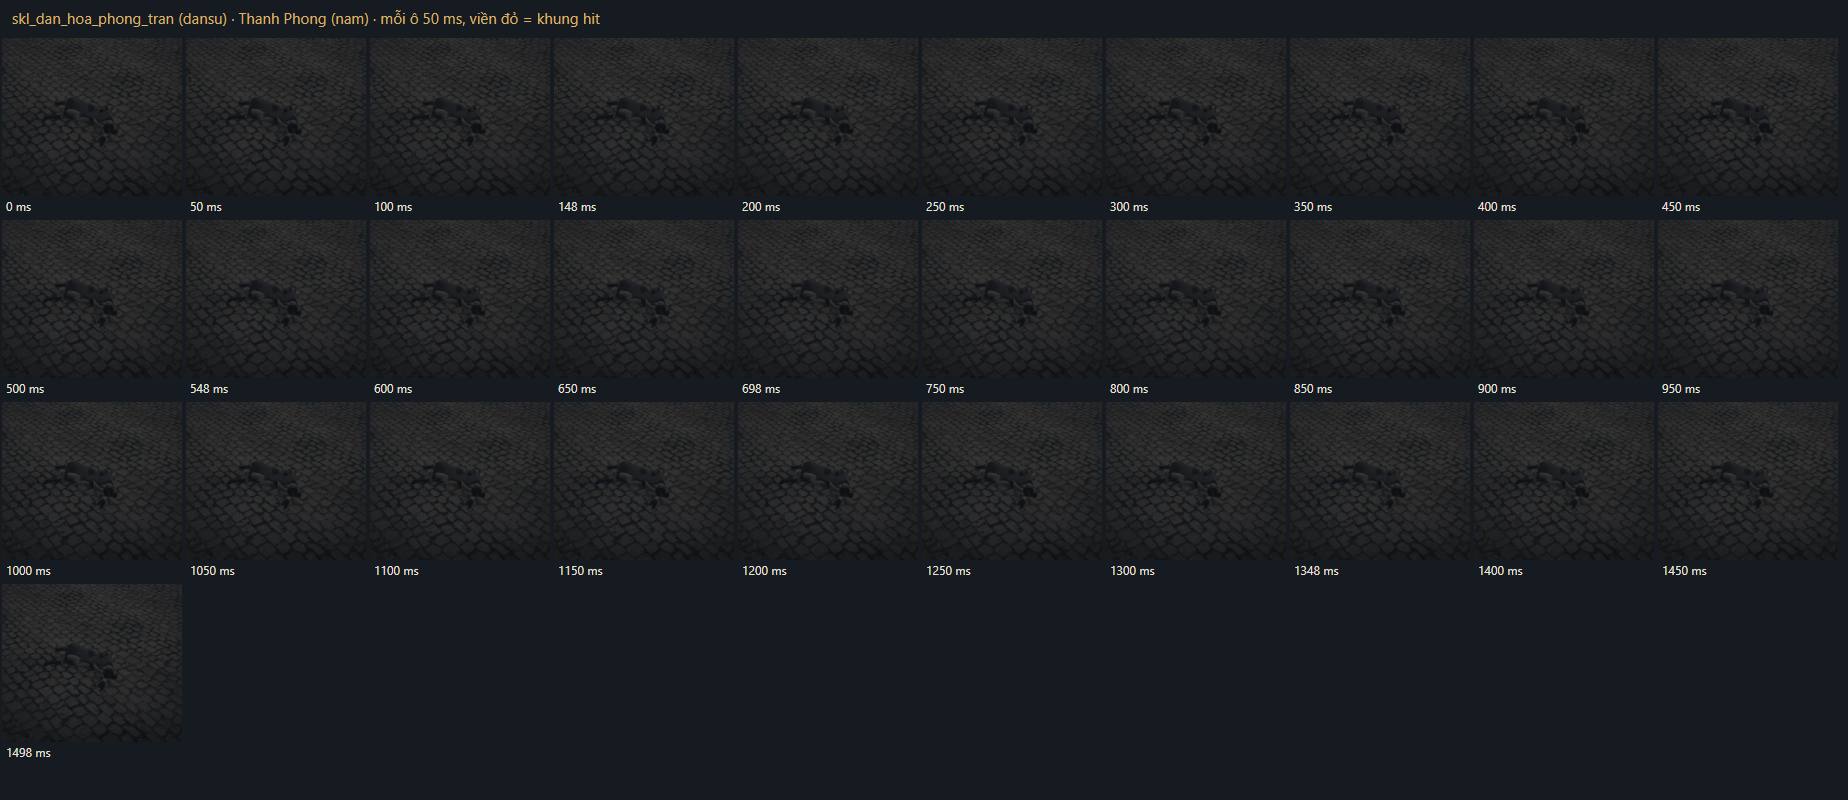 skl_dan_hoa_phong_tran (dansu) · Thanh Phong (nam) · mỗi ô 50 ms, viền đỏ = khung hit
0 ms 50 ms 100 ms 148 ms 200 ms 250 ms 300 ms 350 ms 400 ms 450 ms
500 ms 548 ms 600 ms 650 ms 698 ms 750 ms 800 ms 850 ms 900 ms 950 ms
1000 ms 1050 ms 1100 ms 1150 ms 1200 ms 1250 ms 1300 ms 1348 ms 1400 ms 1450 ms
1498 ms